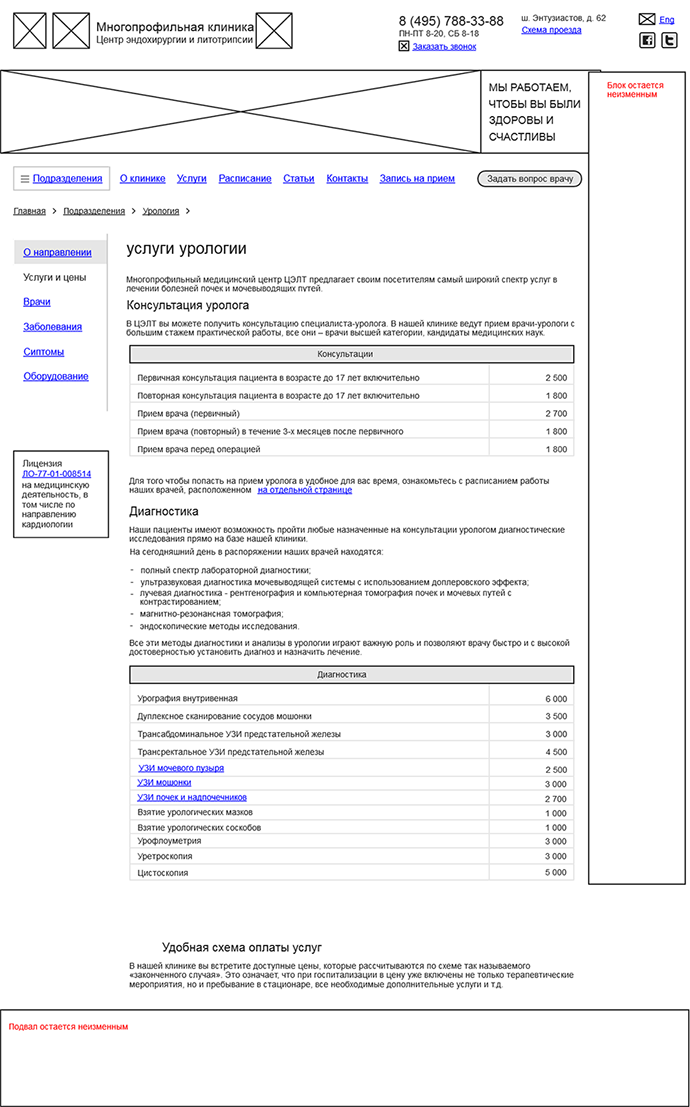 Многопрофильная клиника
Центр эндохирургии и литотрипсии
8 (495) 788-33-88
ПН-ПТ 8-20, СБ 8-18
Заказать звонок
ш. Энтузиастов, д. 62
Схема проезда
Eng
МЫ РАБОТАЕМ,
ЧТОБЫ ВЫ БЫЛИ
ЗДОРОВЫ И
СЧАСТЛИВЫ
Блок остается
неизменным
Подразделения
О клинике
Услуги
Расписание
Статьи
Контакты
Запись на прием
Задать вопрос врачу
Главная > Подразделения > Урология >
О направлении
Услуги и цены
Врачи
Заболевания
Сиптомы
Оборудование
Лицензия
ЛО-77-01-008514
на медицинскую
деятельность, в
том числе по
направлению
кардиологии
услуги урологии
Многопрофильный медицинский центр ЦЭЛТ предлагает своим посетителям самый широкий спектр услуг в
лечении болезней почек и мочевыводящих путей.
Консультация уролога
В ЦЭЛТ вы можете получить консультацию специалиста-уролога. В нашей клинике ведут прием врачи-урологи с
большим стажем практической работы, все они – врачи высшей категории, кандидаты медицинских наук.
Консультации
Первичная консультация пациента в возрасте до 17 лет включительно 2 500
Повторная консультация пациента в возрасте до 17 лет включительно 1 800
Прием врача (первичный) 2 700
Прием врача (повторный) в течение 3-х месяцев после первичного 1 800
Прием врача перед операцией 1 800
Для того чтобы попасть на прием уролога в удобное для вас время, ознакомьтесь с расписанием работы
наших врачей, расположенном на отдельной странице
Диагностика
Наши пациенты имеют возможность пройти любые назначенные на консультации урологом диагностические
исследования прямо на базе нашей клиники.
На сегодняшний день в распоряжении наших врачей находятся:
- полный спектр лабораторной диагностики;
- ультразвуковая диагностика мочевыводящей системы с использованием доплеровского эффекта;
- лучевая диагностика - рентгенография и компьютерная томография почек и мочевых путей с
контрастированием;
- магнитно-резонансная томография;
- эндоскопические методы исследования.
Все эти методы диагностики и анализы в урологии играют важную роль и позволяют врачу быстро и с высокой
достоверностью установить диагноз и назначить лечение.
Диагностика
Урография внутривенная 6 000
Дуплексное сканирование сосудов мошонки 3 500
Трансабдоминальное УЗИ предстательной железы 3 000
Трансректальное УЗИ предстательной железы 4 500
УЗИ мочевого пузыря 2 500
УЗИ мошонки 3 000
УЗИ почек и надпочечников 2 700
Взятие урологических мазков 1 000
Взятие урологических соскобов 1 000
Урофлоуметрия 3 000
Уретроскопия 3 000
Цистоскопия 5 000
Удобная схема оплаты услуг
В нашей клинике вы встретите доступные цены, которые рассчитываются по схеме так называемого
«законченного случая». Это означает, что при госпитализации в цену уже включены не только терапевтические
мероприятия, но и пребывание в стационаре, все необходимые дополнительные услуги и т.д.
Подвал остается неизменным